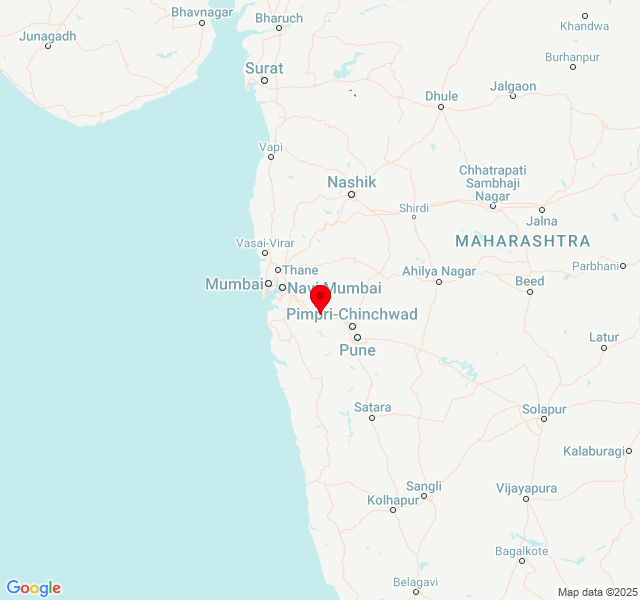 Bhavnagar
Bharuch
Khandwa
Junagadh
Burhanpur
Surat
Jalgaon
Dhule
Vapi
Chhatrapati
Sambhaji
Nagar
Nashik
Shirdi
Jalna
Vasai-Virar
MAHARASHTRA
Thane
Ahilya Nagar
Parbhani
Mumbai
Navi Mumbai
Beed
Pimpri-Chinchwad
Pune
Latur
Satara
Solapur
Kalaburagi
Sangli
Vijayapura
Kolhapur
Bagalkote
Belagavi
Google
Map data ©2025